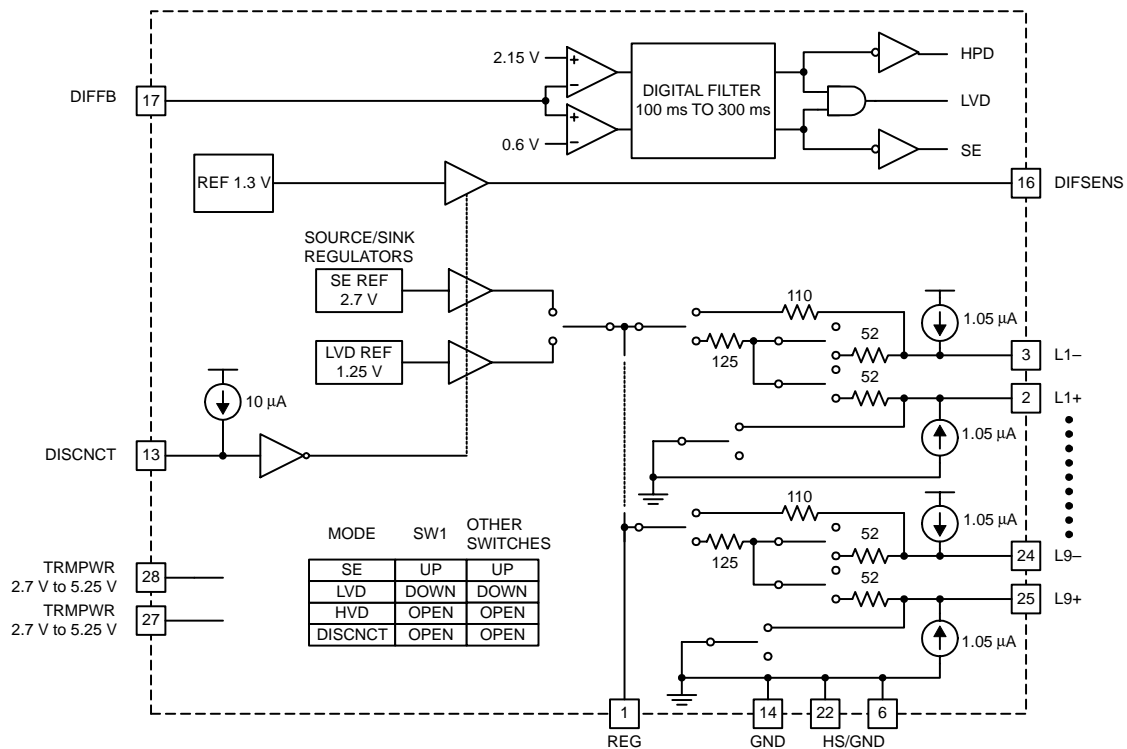 2.15 V
+
−
DIGITAL FILTER
100 ms TO 300 ms
HPD
DIFFB
17
LVD
+
−
0.6 V
SE
REF 1.3 V
16
DIFSENS
SOURCE/SINK
REGULATORS
SE REF
2.7 V
LVD REF
1.25 V
110
1.05 µA
125
52
3
L1−
52
2
L1+
1.05 µA
10 µA
DISCNCT
13
110
1.05 µA
125
52
24
L9−
52
25
L9+
1.05 µA
MODE SW1 OTHER
SWITCHES
SE UP UP
LVD DOWN DOWN
HVD OPEN OPEN
DISCNCT OPEN OPEN
TRMPWR
2.7 V to 5.25 V
28
TRMPWR
2.7 V to 5.25 V
27
1
14
22
6
REG
GND
HS/GND